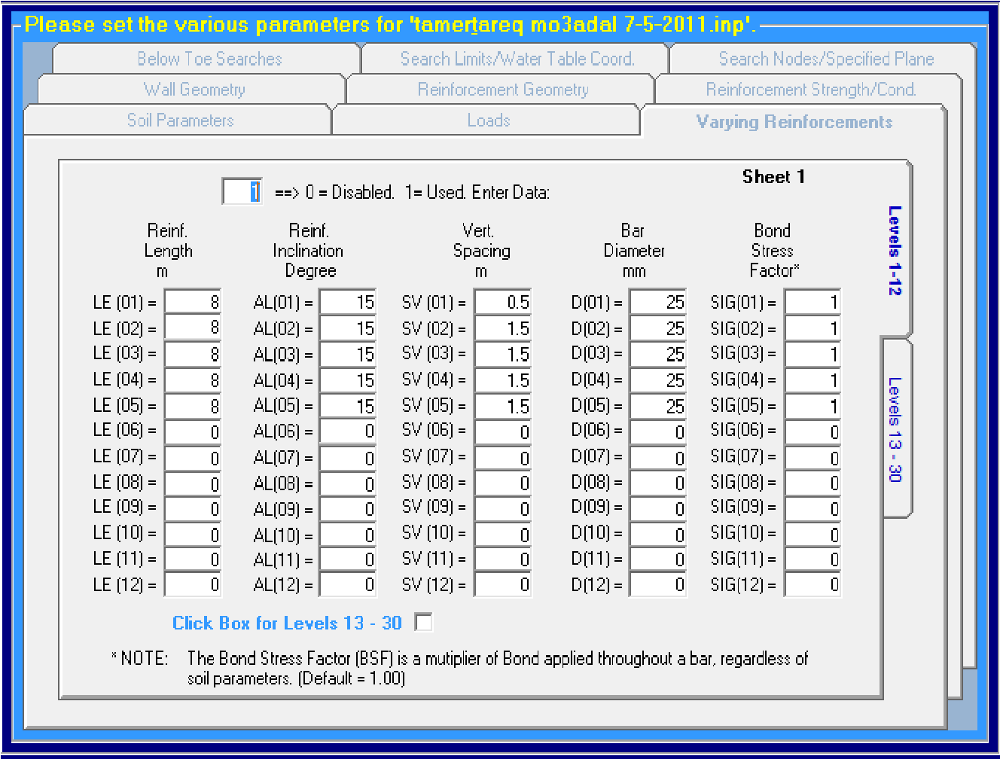 Please set the various parameters for 'tamertareq mo3adal 7-5-2011.inp'.
Below Toe Searches Search Limits/Water Table Coord. Search Nodes/Specified Plane
Wall Geometry Reinforcement Geometry Reinforcement Strength/Cond.
Soil Parameters Loads Varying Reinforcements
Sheet 1
1 ==> 0 = Disabled. 1= Used. Enter Data:
Reinf. Reinf. Vert. Bar Bond
Length Inclination Spacing Diameter Stress
m Degree m mm Factor*
LE (01) = 8 AL(01) = 15 SV (01) = 0.5 D(01) = 25 SIG(01) = 1
LE (02) = 8 AL(02) = 15 SV (02) = 1.5 D(02) = 25 SIG(02) = 1
LE (03) = 8 AL(03) = 15 SV (03) = 1.5 D(03) = 25 SIG(03) = 1
LE (04) = 8 AL(04) = 15 SV (04) = 1.5 D(04) = 25 SIG(04) = 1
LE (05) = 8 AL(05) = 15 SV (05) = 1.5 D(05) = 25 SIG(05) = 1
LE (06) = 0 AL(06) = 0 SV (06) = 0 D(06) = 0 SIG(06) = 0
LE (07) = 0 AL(07) = 0 SV (07) = 0 D(07) = 0 SIG(07) = 0
LE (08) = 0 AL(08) = 0 SV (08) = 0 D(08) = 0 SIG(08) = 0
LE (09) = 0 AL(09) = 0 SV (09) = 0 D(09) = 0 SIG(09) = 0
LE (10) = 0 AL(10) = 0 SV (10) = 0 D(10) = 0 SIG(10) = 0
LE (11) = 0 AL(11) = 0 SV (11) = 0 D(11) = 0 SIG(11) = 0
LE (12) = 0 AL(12) = 0 SV (12) = 0 D(12) = 0 SIG(12) = 0
Click Box for Levels 13 - 30
* NOTE: The Bond Stress Factor (BSF) is a mutiplier of Bond applied throughout a bar, regardless of
soil parameters. (Default = 1.00)
Levels 1-12
Levels 13 - 30